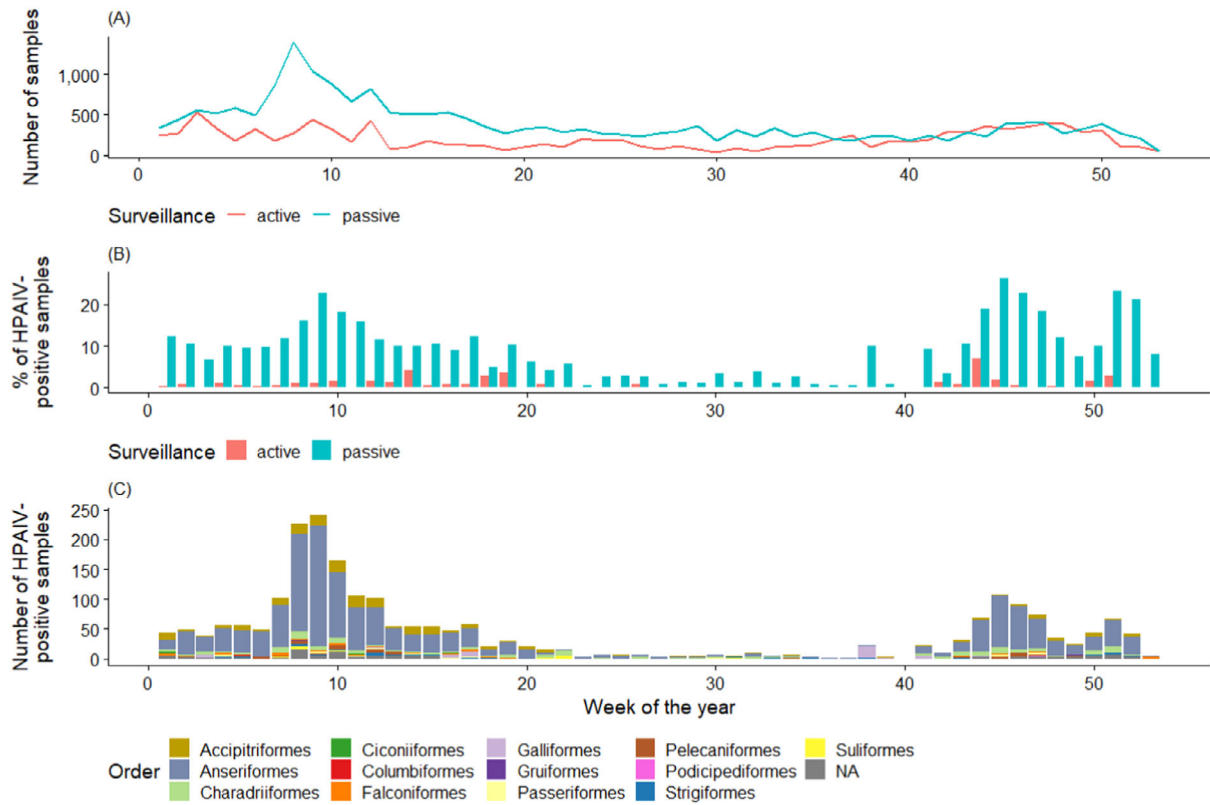 (A)
Number of samples
1,000
500
0
0 10 20 30 40 50
Surveillance active passive
(B)
% of HPAIV-
positive samples
20
10
0
0 10 20 30 40 50
Surveillance active passive
(C)
Number of HPAIV-
positive samples
250
200
150
100
50
0
0 10 20 30 40 50
Week of the year
Order
Accipitriformes Ciconiiformes Galliformes Pelecaniformes Suliformes
Anseriformes Columbiformes Gruiformes Podicipediformes NA
Charadriiformes Falconiformes Passeriformes Strigiformes